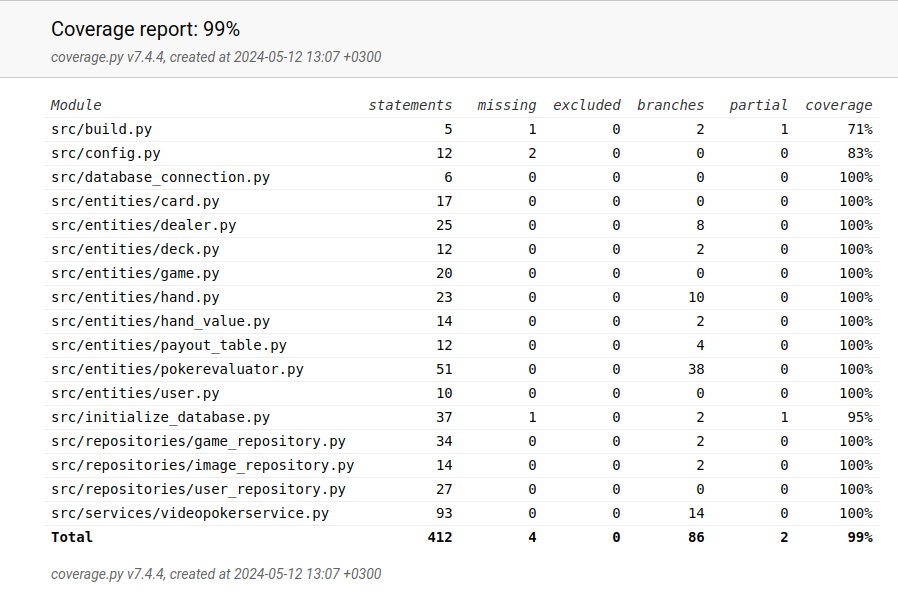 Coverage report: 99%
coverage.py v7.4.4, created at 2024-05-12 13:07 +0300
Module statements missing excluded branches partial coverage
src/build.py 5 1 0 2 1 71%
src/config.py 12 2 0 0 0 83%
src/database_connection.py 6 0 0 0 0 100%
src/entities/card.py 17 0 0 0 0 100%
src/entities/dealer.py 25 0 0 8 0 100%
src/entities/deck.py 12 0 0 2 0 100%
src/entities/game.py 20 0 0 0 0 100%
src/entities/hand.py 23 0 0 10 0 100%
src/entities/hand_value.py 14 0 0 2 0 100%
src/entities/payout_table.py 12 0 0 4 0 100%
src/entities/pokerevaluator.py 51 0 0 38 0 100%
src/entities/user.py 10 0 0 0 0 100%
src/initialize_database.py 37 1 0 2 1 95%
src/repositories/game_repository.py 34 0 0 2 0 100%
src/repositories/image_repository.py 14 0 0 2 0 100%
src/repositories/user_repository.py 27 0 0 0 0 100%
src/services/videopokerservice.py 93 0 0 14 0 100%
Total 412 4 0 86 2 99%
coverage.py v7.4.4, created at 2024-05-12 13:07 +0300